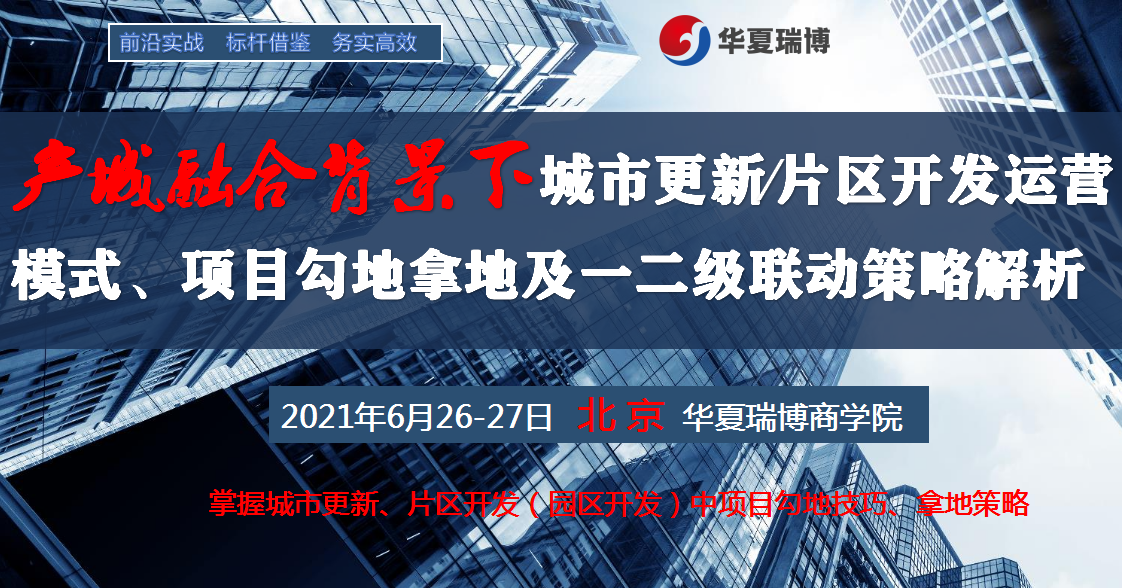 前沿实战 标杆借鉴 务实高效
华夏瑞博
产城融合背景下城市更新/片区开发运营
模式、项目勾地拿地及一二级联动策略解析
2021年6月26-27日 北京 华夏瑞博商学院
掌握城市更新、片区开发（园区开发）中项目勾地技巧、拿地策略